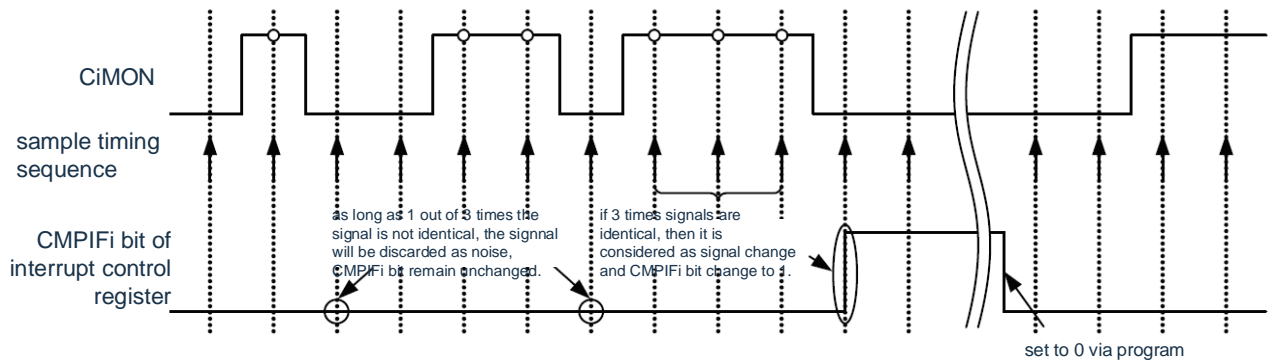 CiMON
sample timing
sequence
as long as 1 out of 3 times the
signal is not identical, the signnal
will be discarded as noise,
CMPIFi bit remain unchanged.
if 3 times signals are
identical, then it is
considered as signal change
and CMPIFi bit change to 1.
CMPIFi bit of
interrupt control
register
set to 0 via program